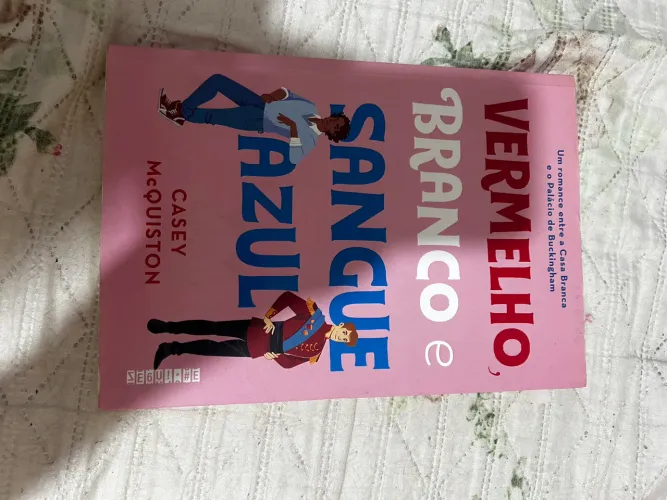 Um romance entre a Casa Branca
e o Palácio de Buckingham
VERMELHO,
BRANCO e
SANGUE
AZUL
CASEY
McQUISTON
SEGUINTE